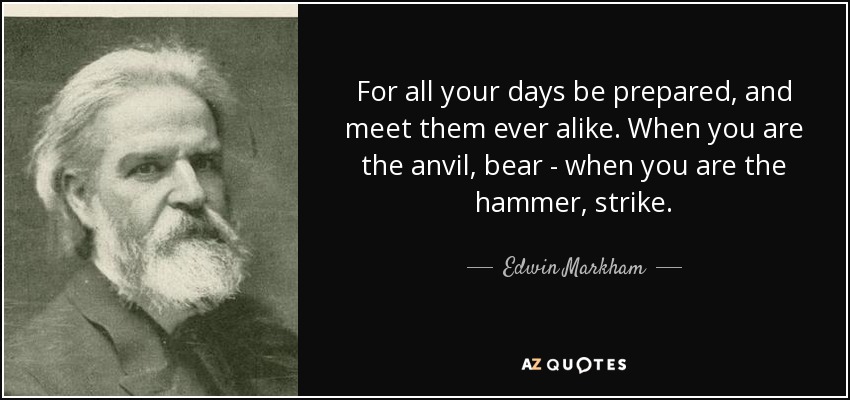 For all your days be prepared, and
meet them ever alike. When you are
the anvil, bear - when you are the
hammer, strike.
Edwin Markham
AZ QUOTES